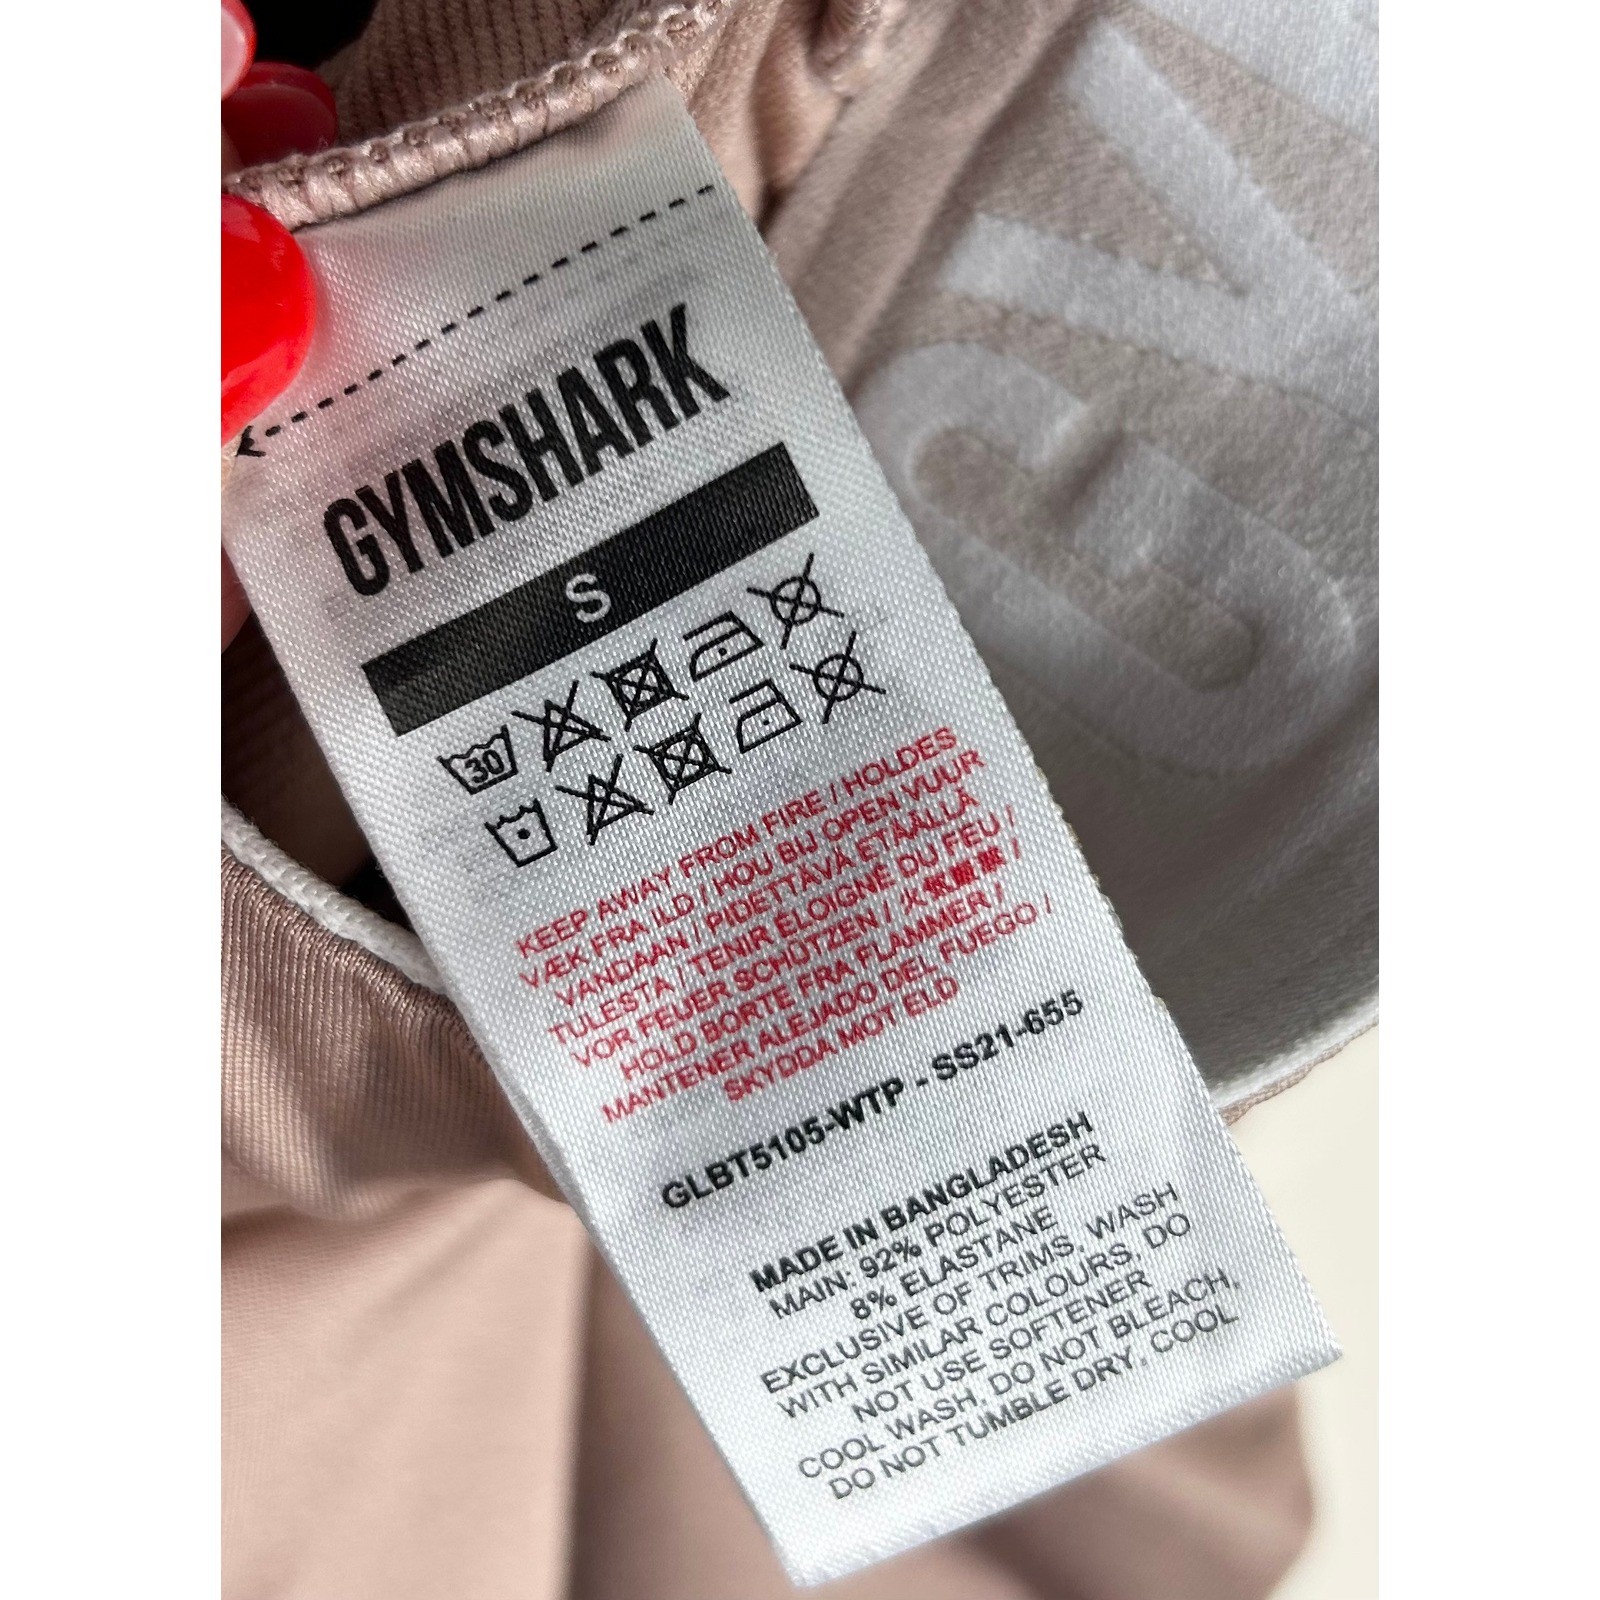 GYMSHARK
S
30
KEEP AWAY FROM FIRE / HOLDES
VÆK FRA ILD / HOU BIJ OPEN VUUR
VANDAAN / PIDETTÄVÄ ETÄÄLLÄ
TULESTA / TENIR ÉLOIGNÉ DU FEU /
VOR FEUER SCHÜTZEN /
HOLD BORTE FRA FLAMMER /
MANTENER ALEJADO DEL FUEGO /
SKYDDA MOT ELD
GLBT5105-WTP - SS21-655
MADE IN BANGLADESH
MAIN: 92% POLYESTER
8% ELASTANE
EXCLUSIVE OF TRIMS, WASH
WITH SIMILAR COLOURS, DO
NOT USE SOFTENER
COOL WASH, DO NOT BLEACH,
DO NOT TUMBLE DRY, COOL